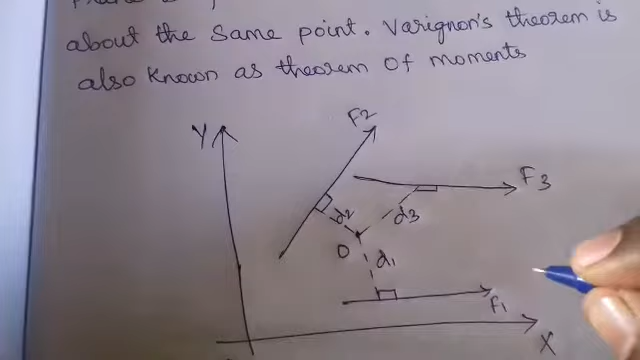 about the same point. Varignon's theorem is
also known as theorem of moments
Y
F2
F3
d2
d3
O
d1
F1
X